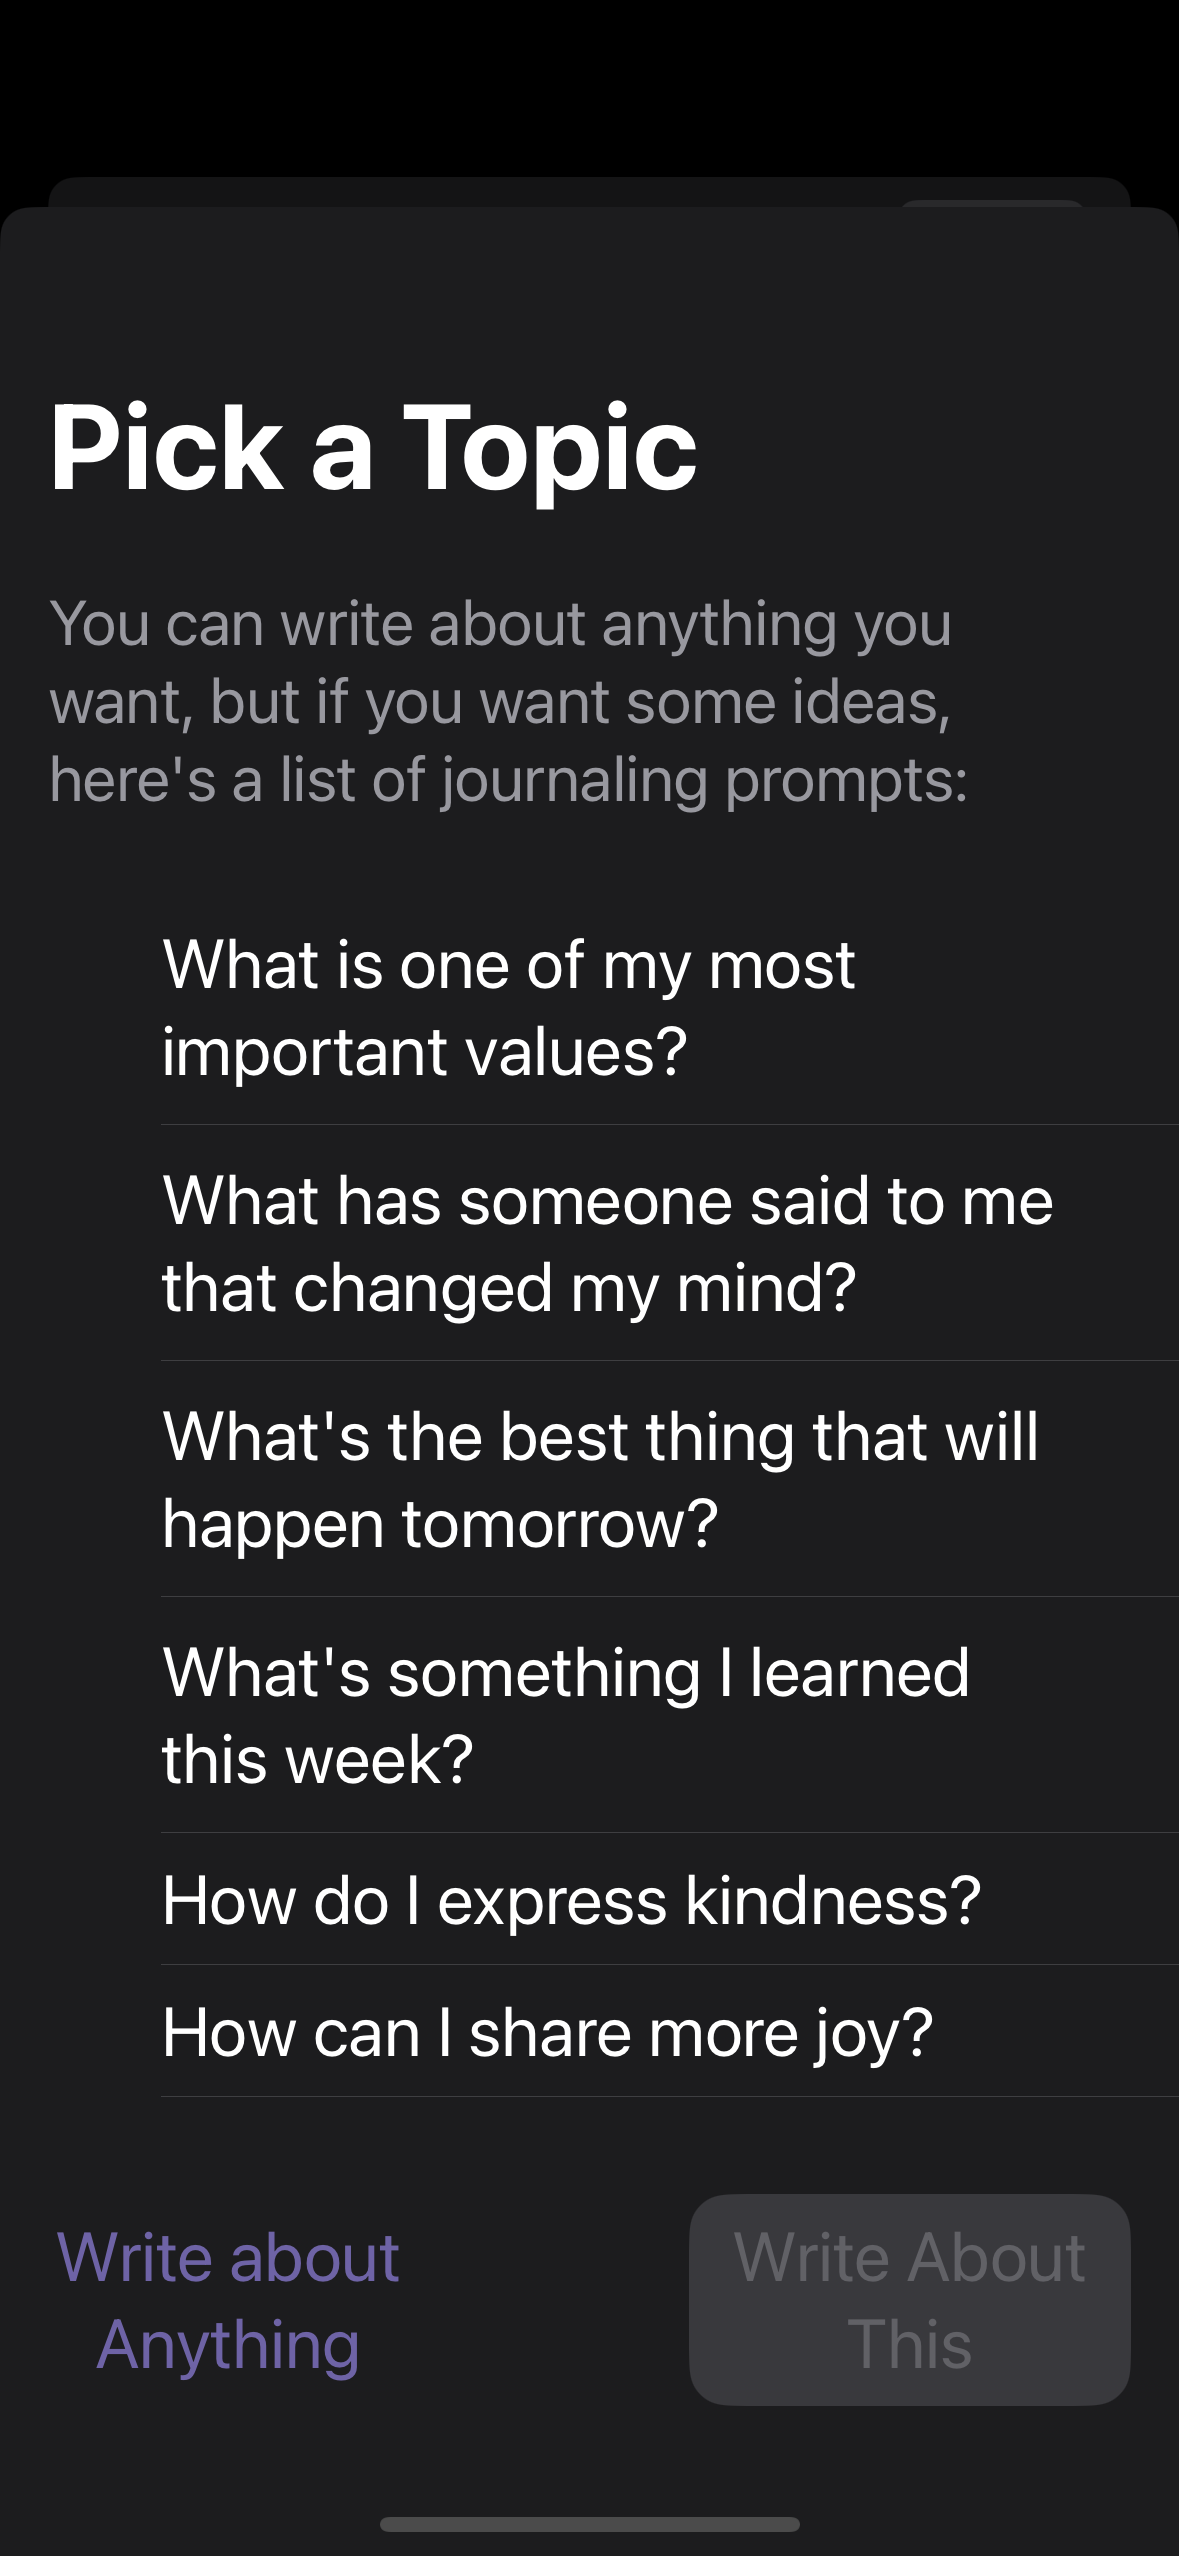 Pick a Topic
You can write about anything you
want, but if you want some ideas,
here's a list of journaling prompts:
What is one of my most
important values?
What has someone said to me
that changed my mind?
What's the best thing that will
happen tomorrow?
What's something I learned
this week?
How do I express kindness?
How can I share more joy?
Write about
Anything
Write About
This